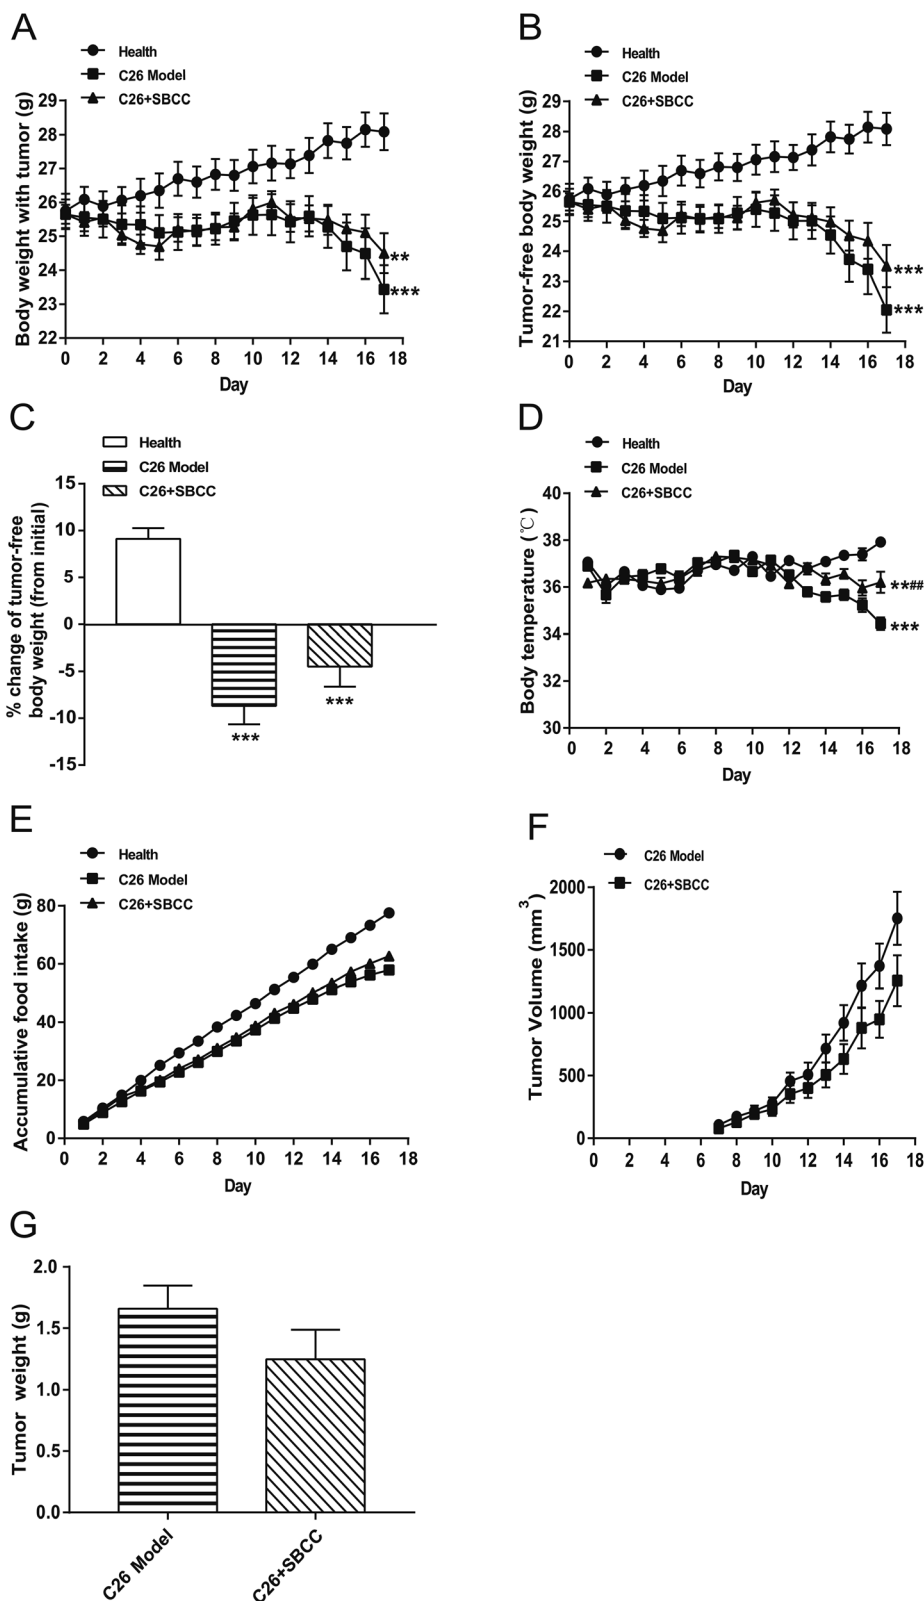 A
Health
C26 Model
C26+SBCC
Body weight with tumor (g)
29
28
27
26
25
24
23
22
**
***
0 2 4 6 8 10 12 14 16 18
Day
B
Health
C26 Model
C26+SBCC
Tumor-free body weight (g)
29
28
27
26
25
24
23
22
21
***
***
0 2 4 6 8 10 12 14 16 18
Day
C
Health
C26 Model
C26+SBCC
% change of tumor-free
body weight (from initial)
15
10
5
0
-5
-10
-15
***
***
D
Health
C26 Model
C26+SBCC
Body temperature (℃)
40
38
36
34
32
30
**##
***
0 2 4 6 8 10 12 14 16 18
Day
E
Health
C26 Model
C26+SBCC
Accumulative food intake (g)
80
60
40
20
0
0 2 4 6 8 10 12 14 16 18
Day
F
C26 Model
C26+SBCC
Tumor Volume (mm³)
2000
1500
1000
500
0
0 2 4 6 8 10 12 14 16 18
Day
G
Tumor weight (g)
2.0
1.5
1.0
0.5
0.0
C26 Model
C26+SBCC